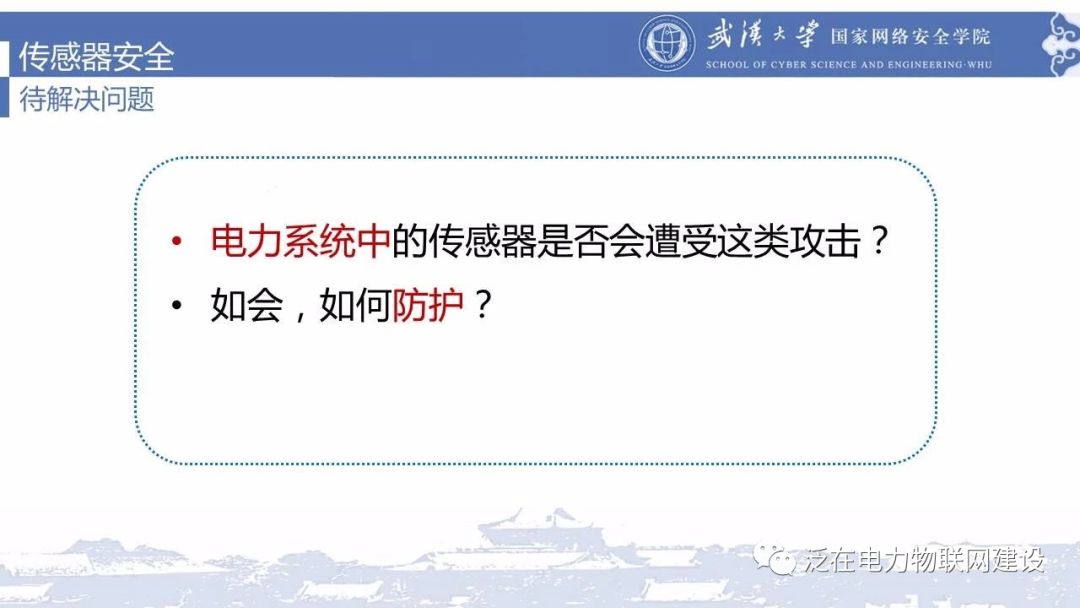 传感器安全
武汉大学 国家网络安全学院
SCHOOL OF CYBER SCIENCE AND ENGINEERING·WHU
待解决问题
• 电力系统中的传感器是否会遭受这类攻击？
• 如会，如何防护？
泛在电力物联网建设